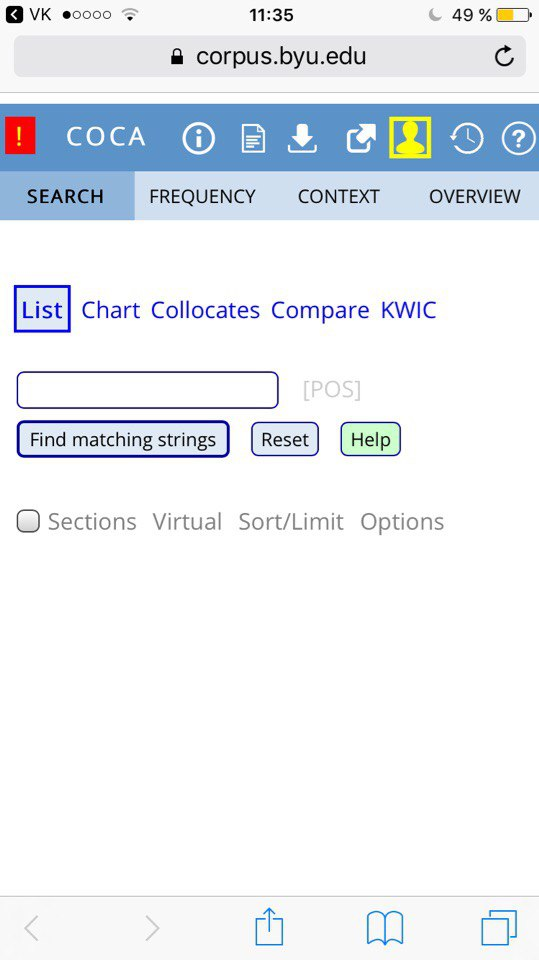 VK 11:35 49 %
corpus.byu.edu
! COCA i ?
SEARCH FREQUENCY CONTEXT OVERVIEW
List Chart Collocates Compare KWIC
[POS]
Find matching strings Reset Help
Sections Virtual Sort/Limit Options